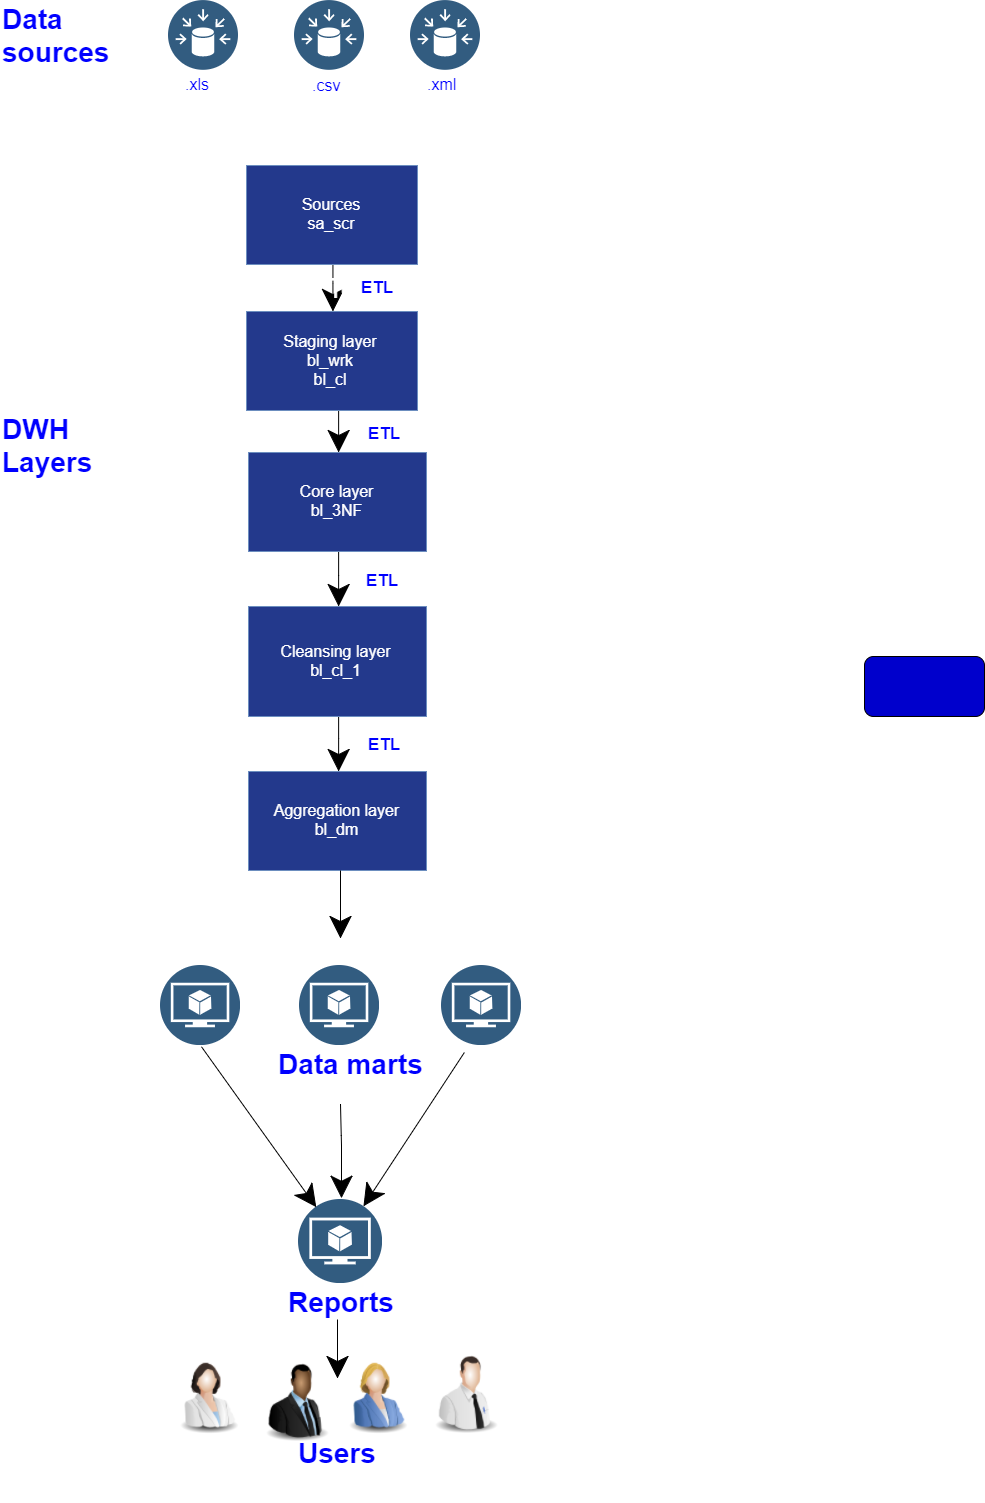 Data
sources
.xls
.csv
.xml
Sources
sa_scr
ETL
Staging layer
bl_wrk
bl_cl
DWH
Layers
ETL
Core layer
bl_3NF
ETL
Cleansing layer
bl_cl_1
ETL
Aggregation layer
bl_dm
Data marts
Reports
Users